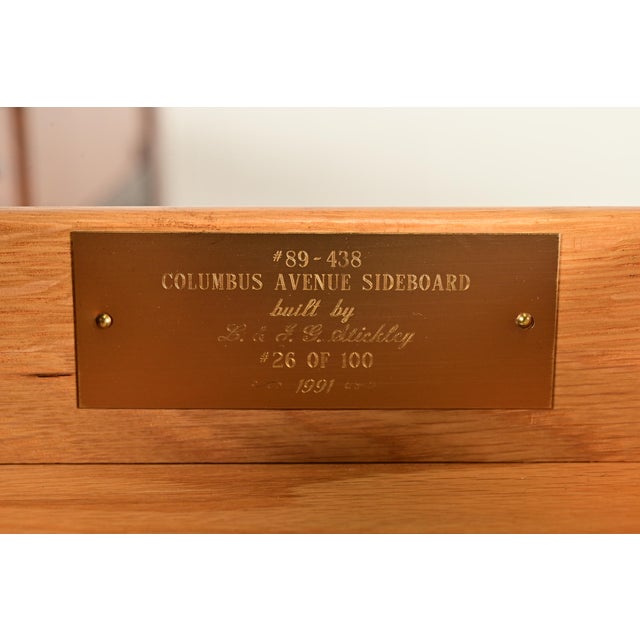 #89-438
COLUMBUS AVENUE SIDEBOARD
built by
L. & J. G. Stickley
#26 OF 100
1991